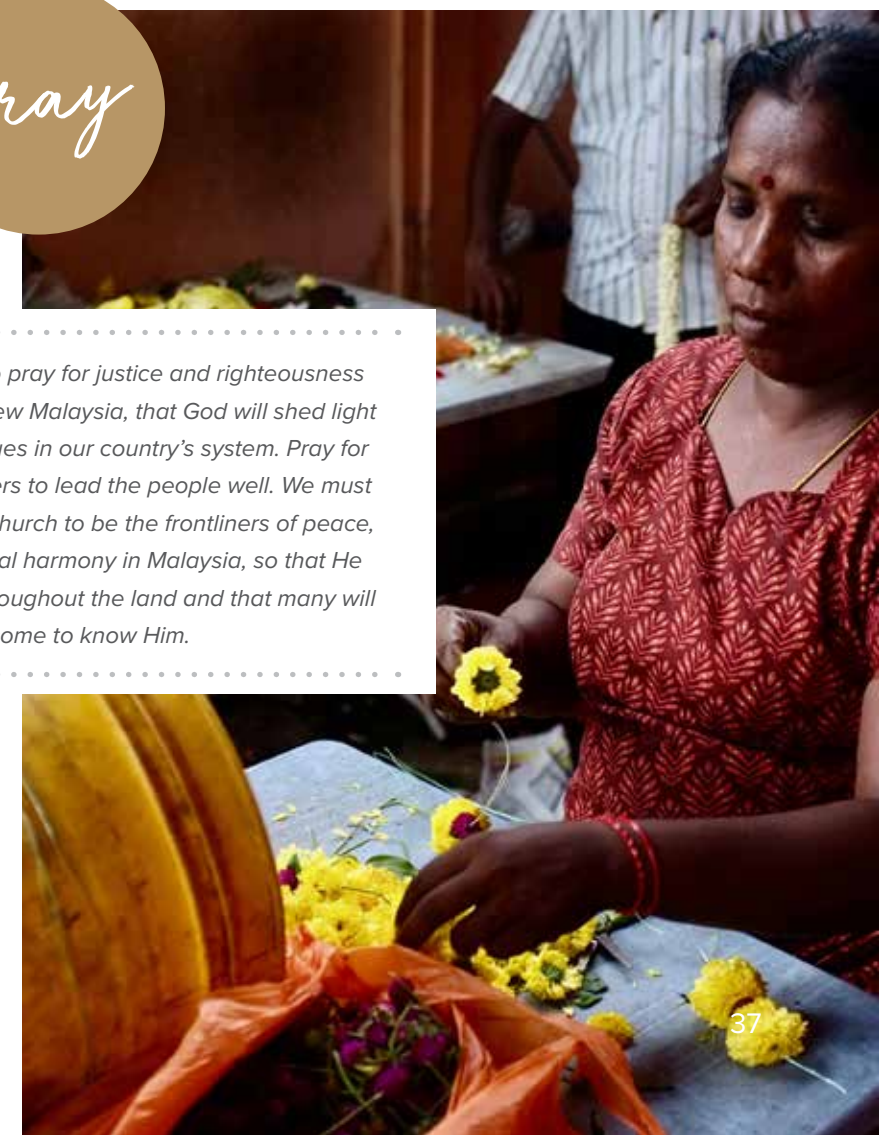 ray
pray for justice and righteousness
ew Malaysia, that God will shed light
es in our country's system. Pray for
ers to lead the people well. We must
hurch to be the frontliners of peace,
al harmony in Malaysia, so that He
oughout the land and that many will
ome to know Him.
37